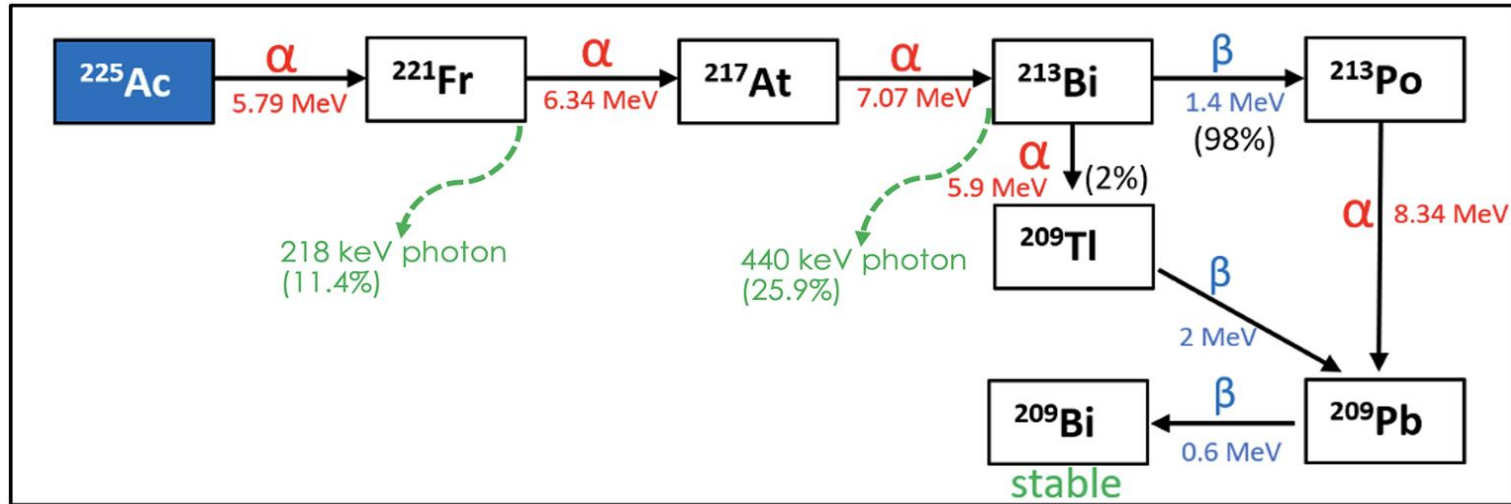 ²²⁵Ac
α
5.79 MeV
²²¹Fr
α
6.34 MeV
²¹⁷At
α
7.07 MeV
²¹³Bi
β
1.4 MeV
(98%)
²¹³Po
218 keV photon
(11.4%)
440 keV photon
(25.9%)
α
5.9 MeV
(2%)
α
8.34 MeV
²⁰⁹Tl
β
2 MeV
²⁰⁹Pb
β
0.6 MeV
²⁰⁹Bi
stable